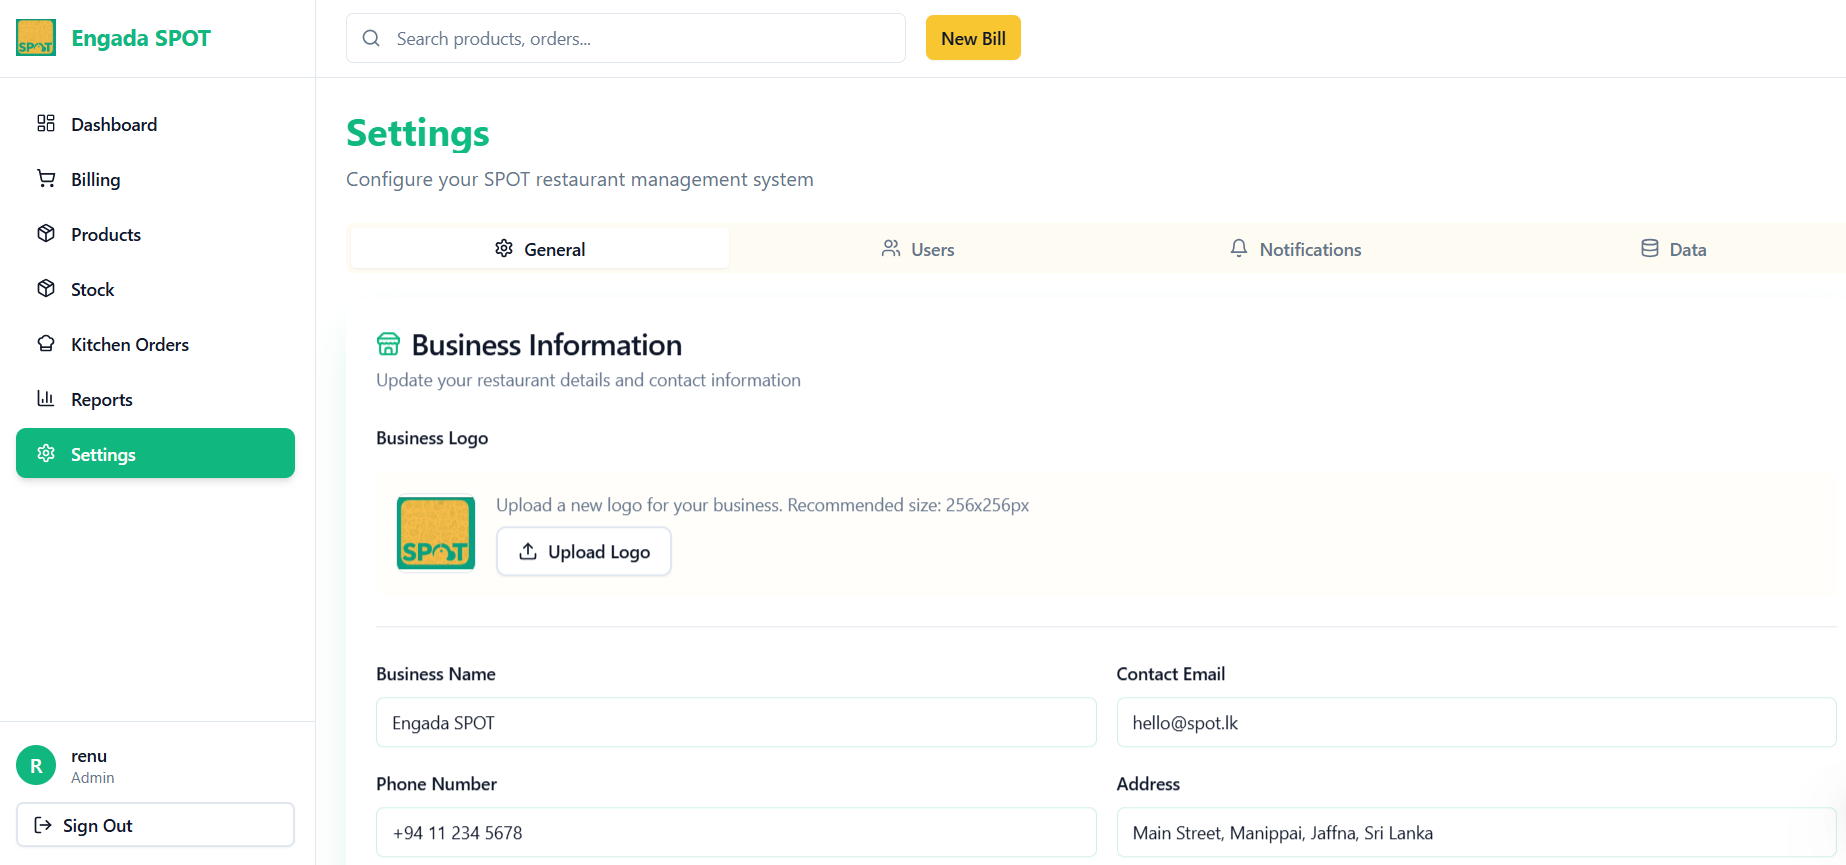 SPOT
Engada SPOT
Search products, orders...
New Bill
Dashboard
Billing
Products
Stock
Kitchen Orders
Reports
Settings
R
renu
Admin
Sign Out
Settings
Configure your SPOT restaurant management system
General
Users
Notifications
Data
Business Information
Update your restaurant details and contact information
Business Logo
SPOT
Upload a new logo for your business. Recommended size: 256x256px
Upload Logo
Business Name
Engada SPOT
Contact Email
hello@spot.lk
Phone Number
+94 11 234 5678
Address
Main Street, Manippai, Jaffna, Sri Lanka